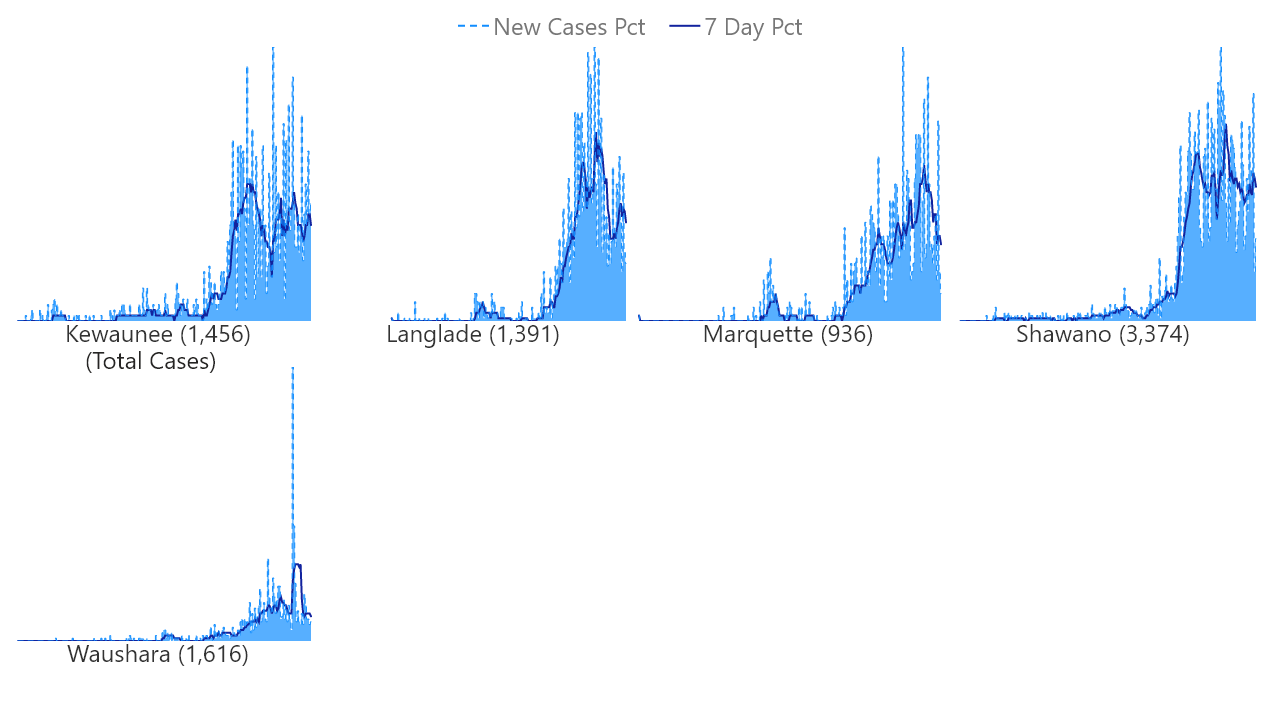 New Cases Pct 7 Day Pct
Kewaunee (1,456)
(Total Cases)
Langlade (1,391)
Marquette (936)
Shawano (3,374)
Waushara (1,616)